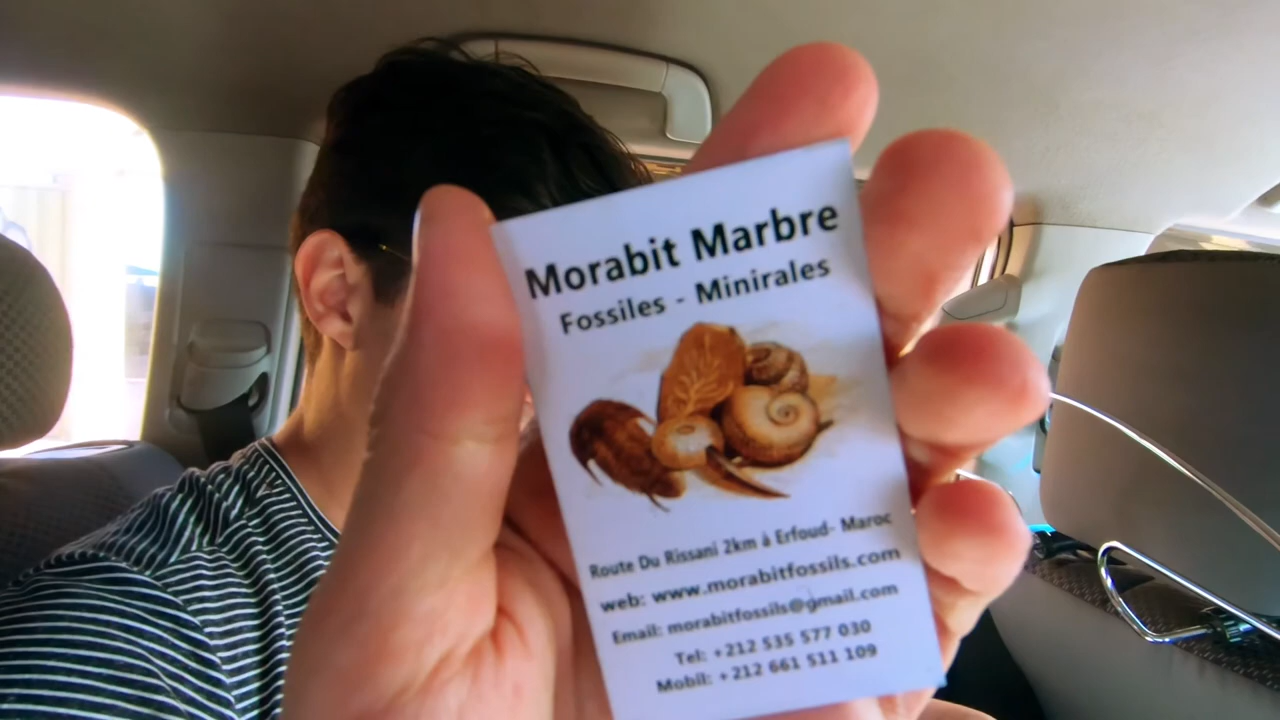 Morabit Marbre
Fossiles - Minirales
Route Du Rissani 2km à Erfoud- Maroc
web: www.morabitfossils.com
Email: morabitfossils@gmail.com
Tel: +212 535 577 030
Mobil: +212 661 511 109